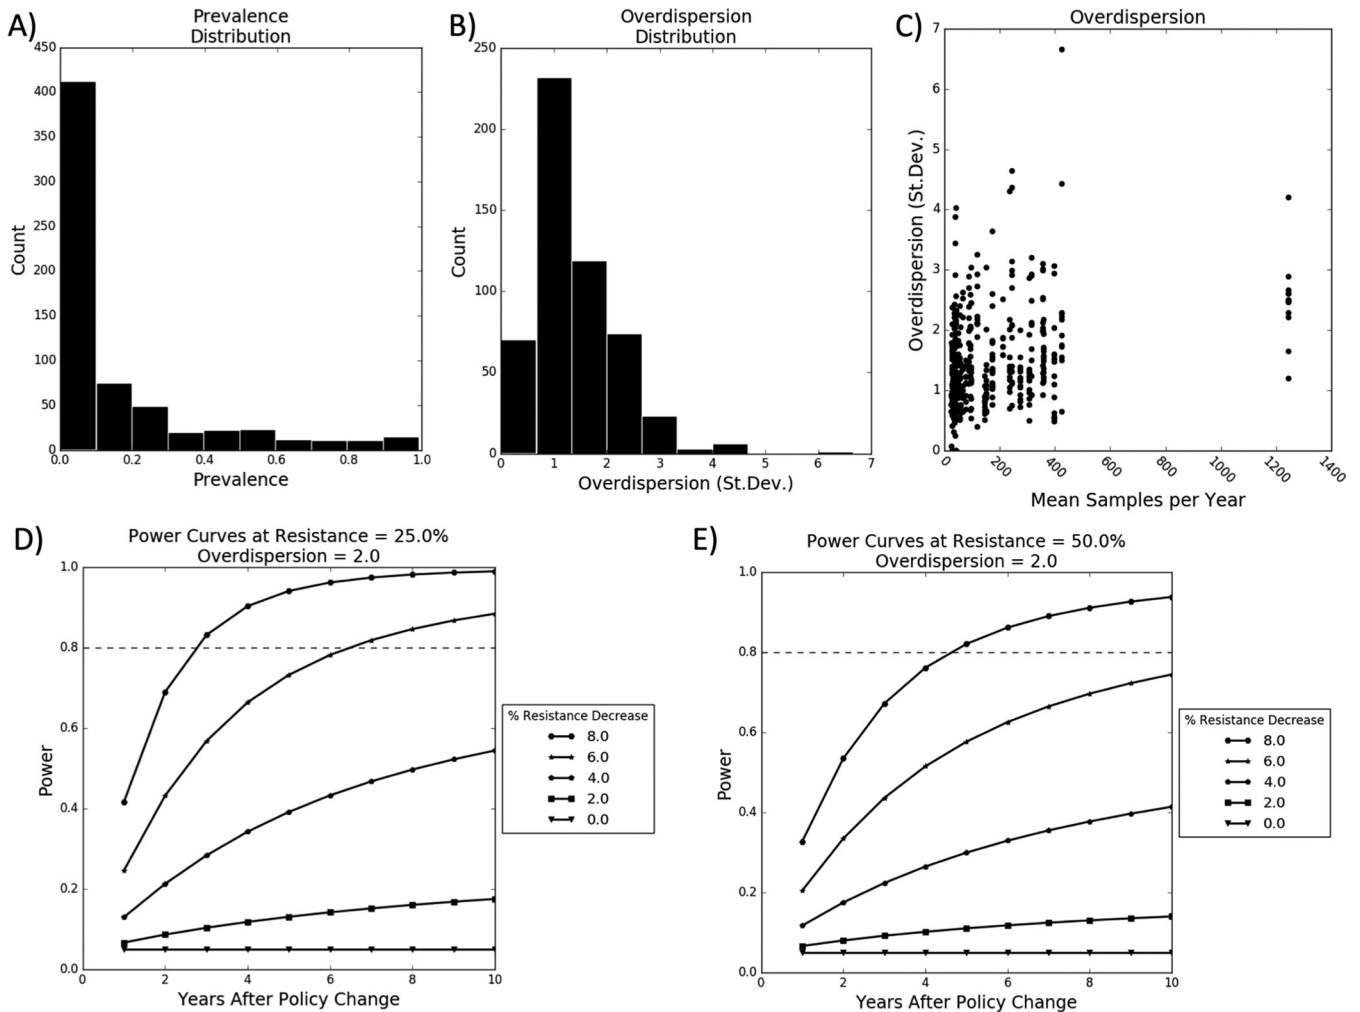 A)
Prevalence
Distribution
450
400
350
300
250
200
150
100
50
0
Count
0.0 0.2 0.4 0.6 0.8 1.0
Prevalence
B)
Overdispersion
Distribution
250
200
150
100
50
0
Count
0 1 2 3 4 5 6 7
Overdispersion (St.Dev.)
C)
Overdispersion
7
6
5
4
3
2
1
0
Overdispersion (St.Dev.)
0 200 400 600 800 1000 1200 1400
Mean Samples per Year
D)
Power Curves at Resistance = 25.0%
Overdispersion = 2.0
1.0
0.8
0.6
0.4
0.2
0.0
Power
0 2 4 6 8 10
Years After Policy Change
% Resistance Decrease
8.0
6.0
4.0
2.0
0.0
E)
Power Curves at Resistance = 50.0%
Overdispersion = 2.0
1.0
0.8
0.6
0.4
0.2
0.0
Power
0 2 4 6 8 10
Years After Policy Change
% Resistance Decrease
8.0
6.0
4.0
2.0
0.0